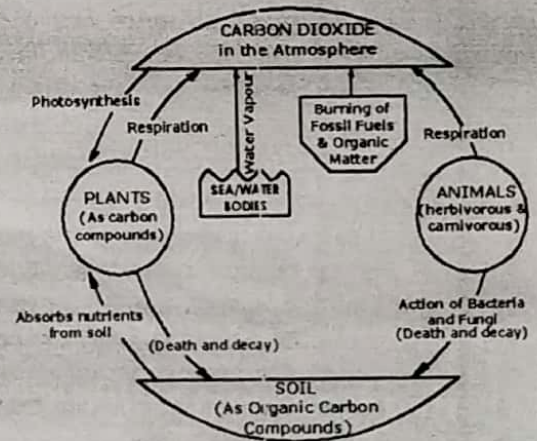 CARBON DIOXIDE
in the Atmosphere
Photosynthesis
Respiration
Water Vapour
Burning of
Fossil Fuels
& Organic
Matter
Respiration
PLANTS
(As carbon
compounds)
SEA/WATER
BODIES
ANIMALS
(herbivorous &
carnivorous)
Absorbs nutrients
from soil
(Death and decay)
Action of Bacteria
and Fungi
(Death and decay)
SOIL
(As Organic Carbon
Compounds)